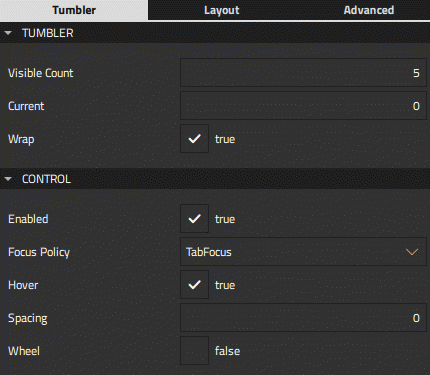 Tumbler Layout Advanced
TUMBLER
Visible Count 5
Current 0
Wrap true
CONTROL
Enabled true
Focus Policy TabFocus
Hover true
Spacing 0
Wheel false